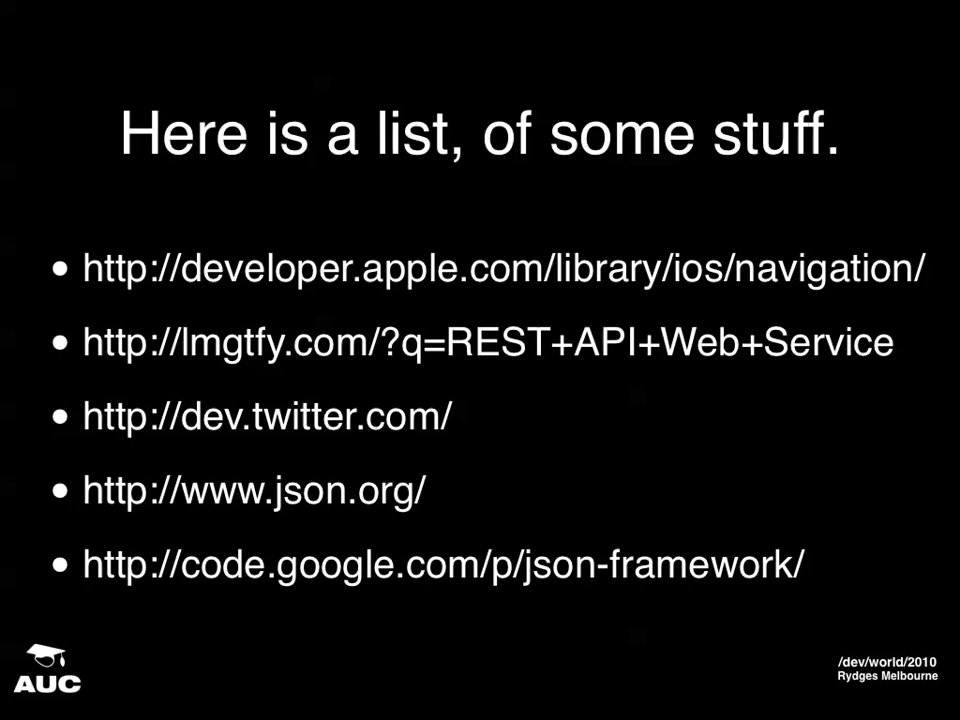 Here is a list, of some stuff.
• http://developer.apple.com/library/ios/navigation/
• http://lmgtfy.com/?q=REST+API+Web+Service
• http://dev.twitter.com/
• http://www.json.org/
• http://code.google.com/p/json-framework/
AUC
/dev/world/2010
Rydges Melbourne